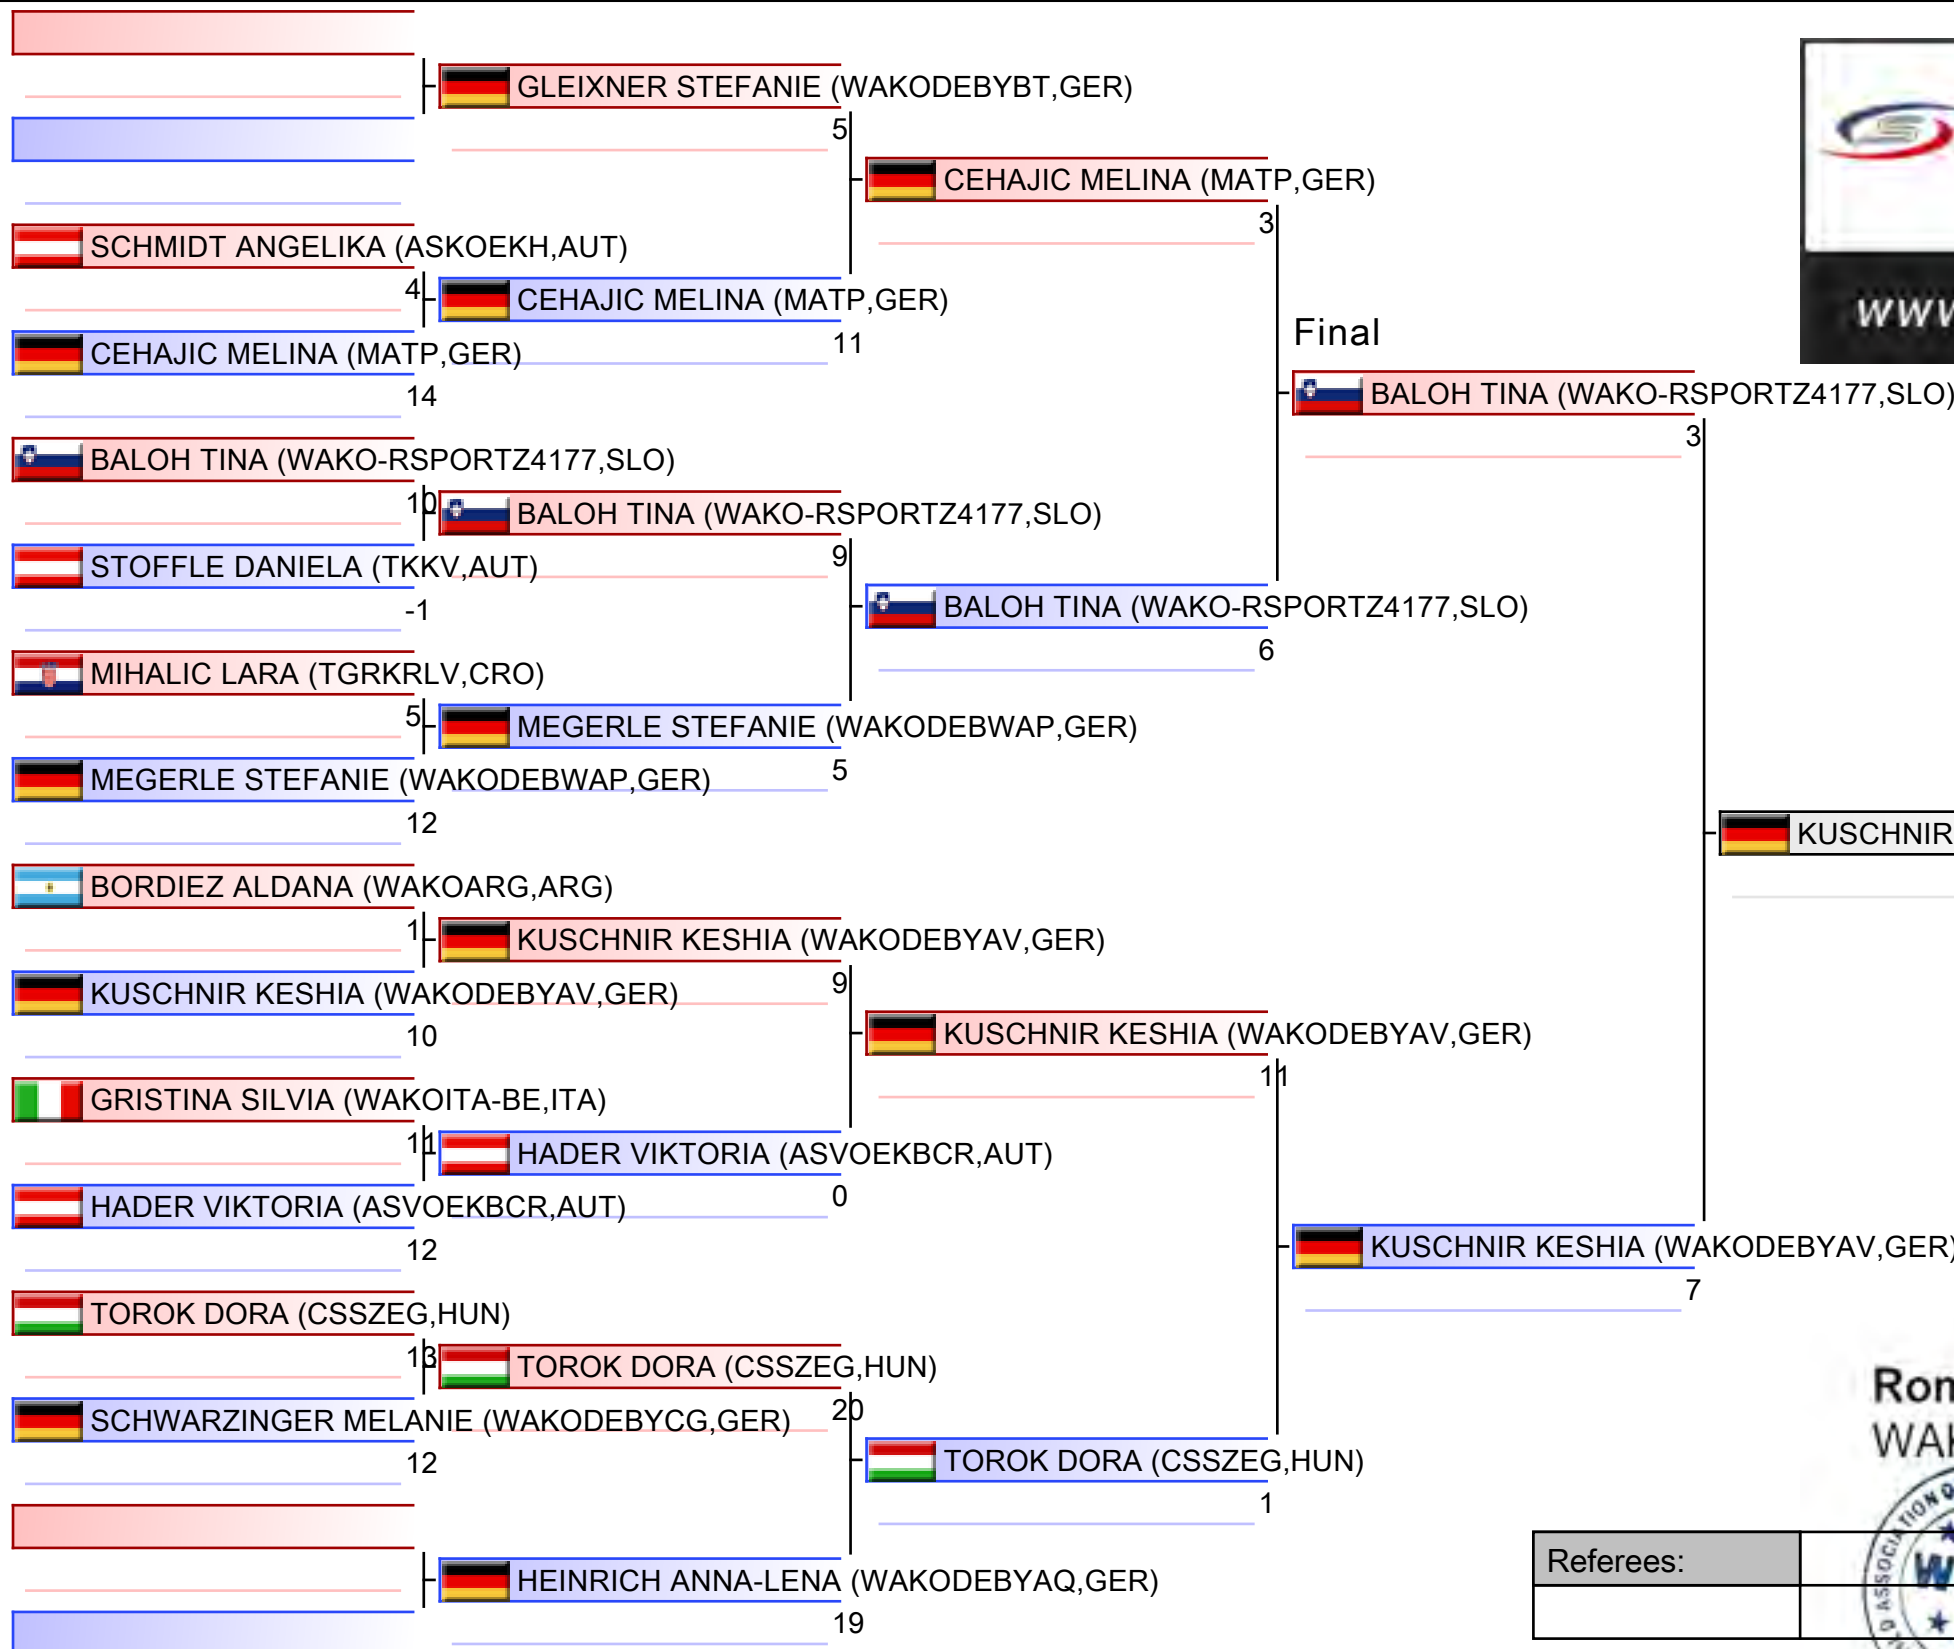 GLEIXNER STEFANIE (WAKODEBYBT,GER)
5
CEHAJIC MELINA (MATP,GER)
3
SCHMIDT ANGELIKA (ASKOEKH,AUT)
4
CEHAJIC MELINA (MATP,GER)
11
CEHAJIC MELINA (MATP,GER)
14
www
Final
BALOH TINA (WAKO-RSPORTZ4177,SLO)
3
BALOH TINA (WAKO-RSPORTZ4177,SLO)
10
BALOH TINA (WAKO-RSPORTZ4177,SLO)
9
STOFFLE DANIELA (TKKV,AUT)
-1
BALOH TINA (WAKO-RSPORTZ4177,SLO)
6
MIHALIC LARA (TGRKRLV,CRO)
5
MEGERLE STEFANIE (WAKODEBWAP,GER)
5
MEGERLE STEFANIE (WAKODEBWAP,GER)
12
KUSCHNIR
BORDIEZ ALDANA (WAKOARG,ARG)
1
KUSCHNIR KESHIA (WAKODEBYAV,GER)
9
KUSCHNIR KESHIA (WAKODEBYAV,GER)
10
KUSCHNIR KESHIA (WAKODEBYAV,GER)
11
GRISTINA SILVIA (WAKOITA-BE,ITA)
11
HADER VIKTORIA (ASVOEKBCR,AUT)
0
HADER VIKTORIA (ASVOEKBCR,AUT)
12
KUSCHNIR KESHIA (WAKODEBYAV,GER)
7
TOROK DORA (CSSZEG,HUN)
13
TOROK DORA (CSSZEG,HUN)
20
SCHWARZINGER MELANIE (WAKODEBYCG,GER)
12
TOROK DORA (CSSZEG,HUN)
1
HEINRICH ANNA-LENA (WAKODEBYAQ,GER)
19
Referees: